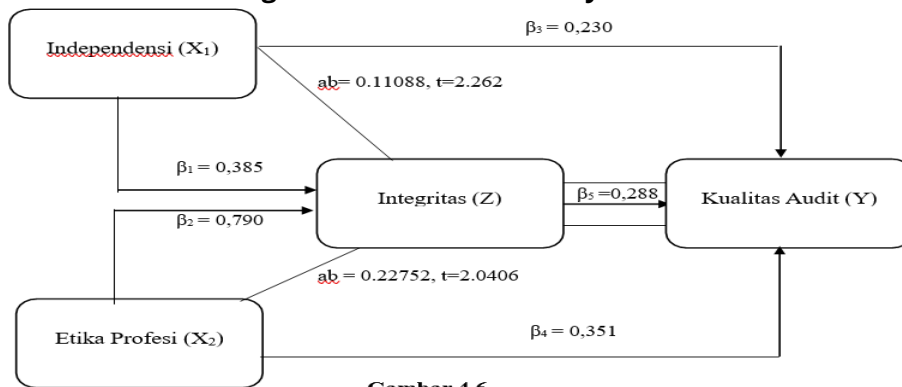 β₃ = 0,230
Independensi (X₁)
ab= 0.11088, t=2.262
β₁ = 0,385
Integritas (Z)
β₅ =0,288
Kualitas Audit (Y)
β₂ = 0,790
ab = 0.22752, t=2.0406
Etika Profesi (X₂)
β₄ = 0,351
Gambar 4.6